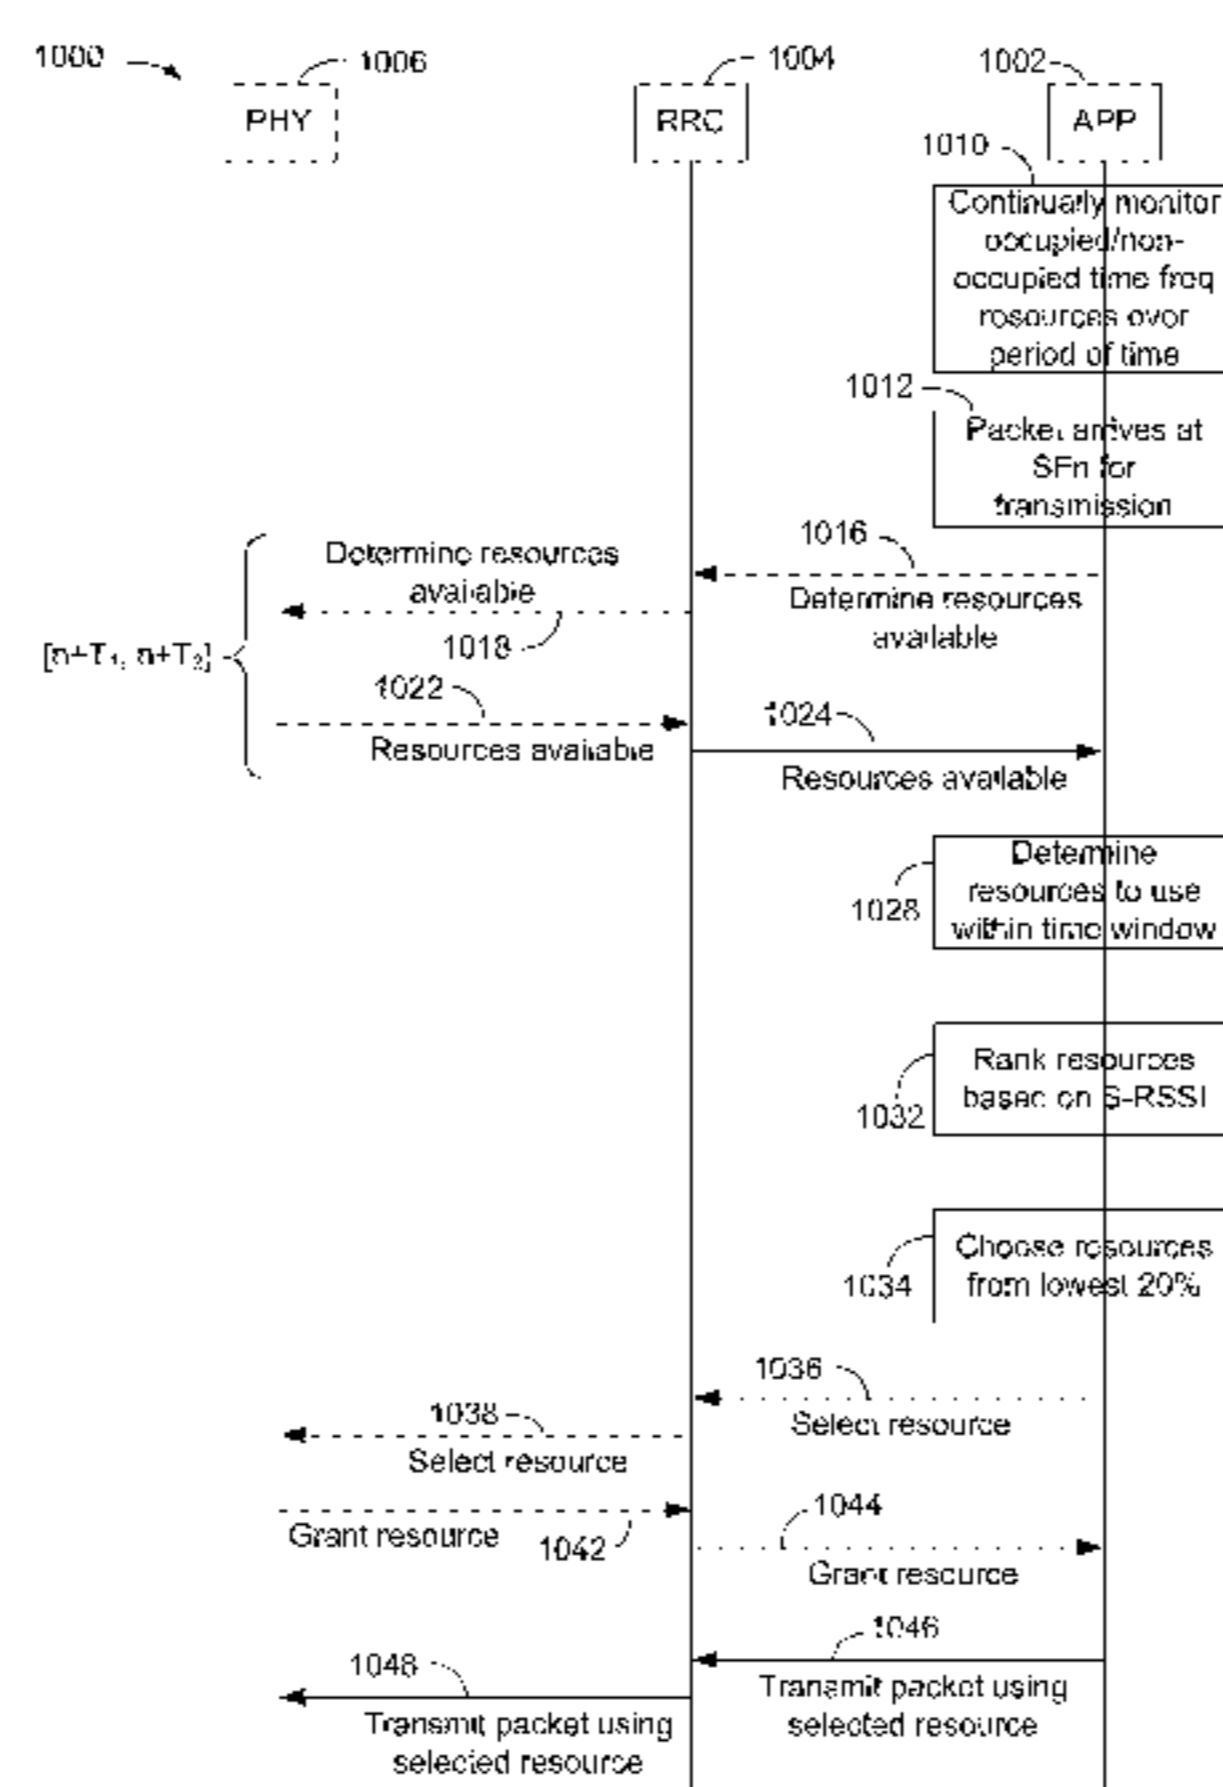 1000
1006
1004
1002
PHY
RRC
APP
1010
Continually monitor
occupied/non-
occupied time freq
resources over
period of time
1012
Packet arrives at
SFn for
transmission
1016
Determine resources
available
Determine resources
available
1018
[n+T₁, n+T₂]
1022
Resources available
1024
Resources available
Determine
resources to use
within time window
1028
Rank resources
based on S-RSSI
1032
Choose resources
from lowest 20%
1034
1036
Select resource
1038
Select resource
Grant resource
1042
1044
Grant resource
1046
Transmit packet using
selected resource
1048
Transmit packet using
selected resource